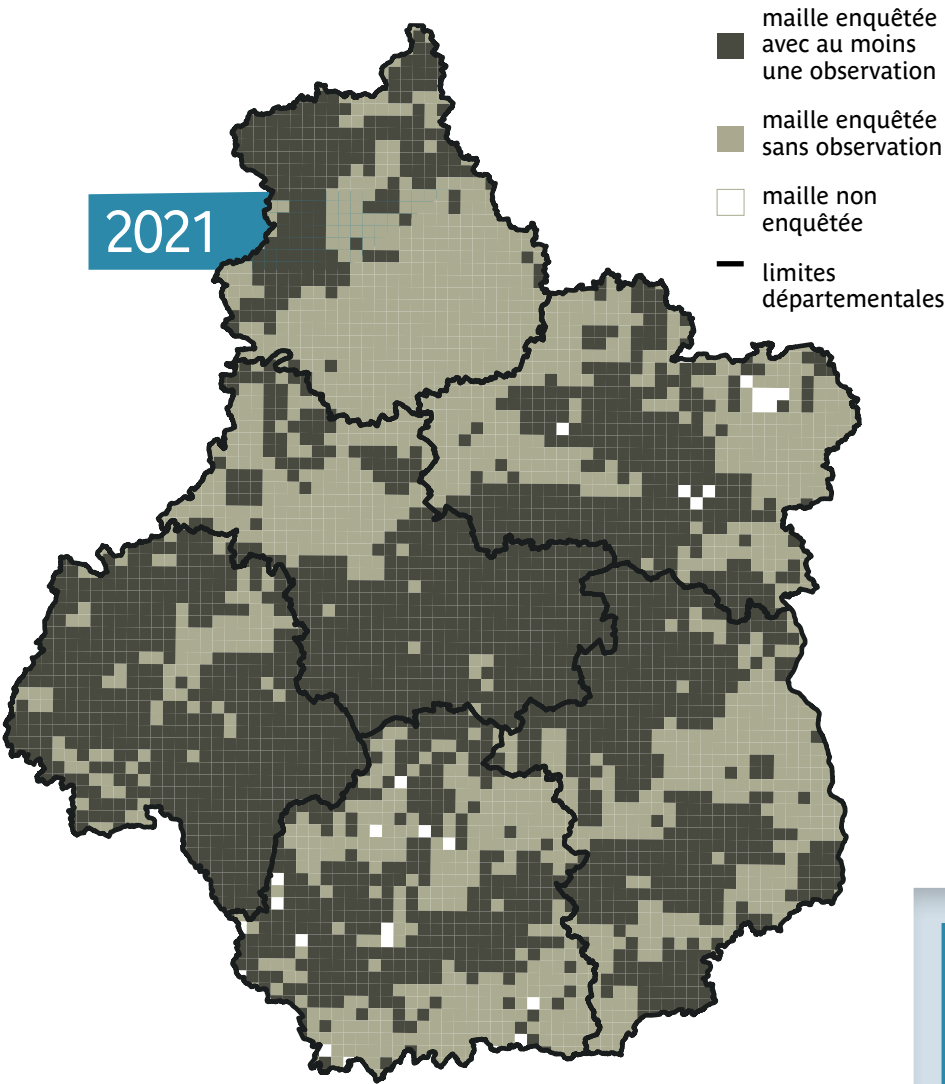 maille enquêtée
avec au moins
une observation
maille enquêtée
sans observation
maille non
enquêtée
limites
départementales
2021